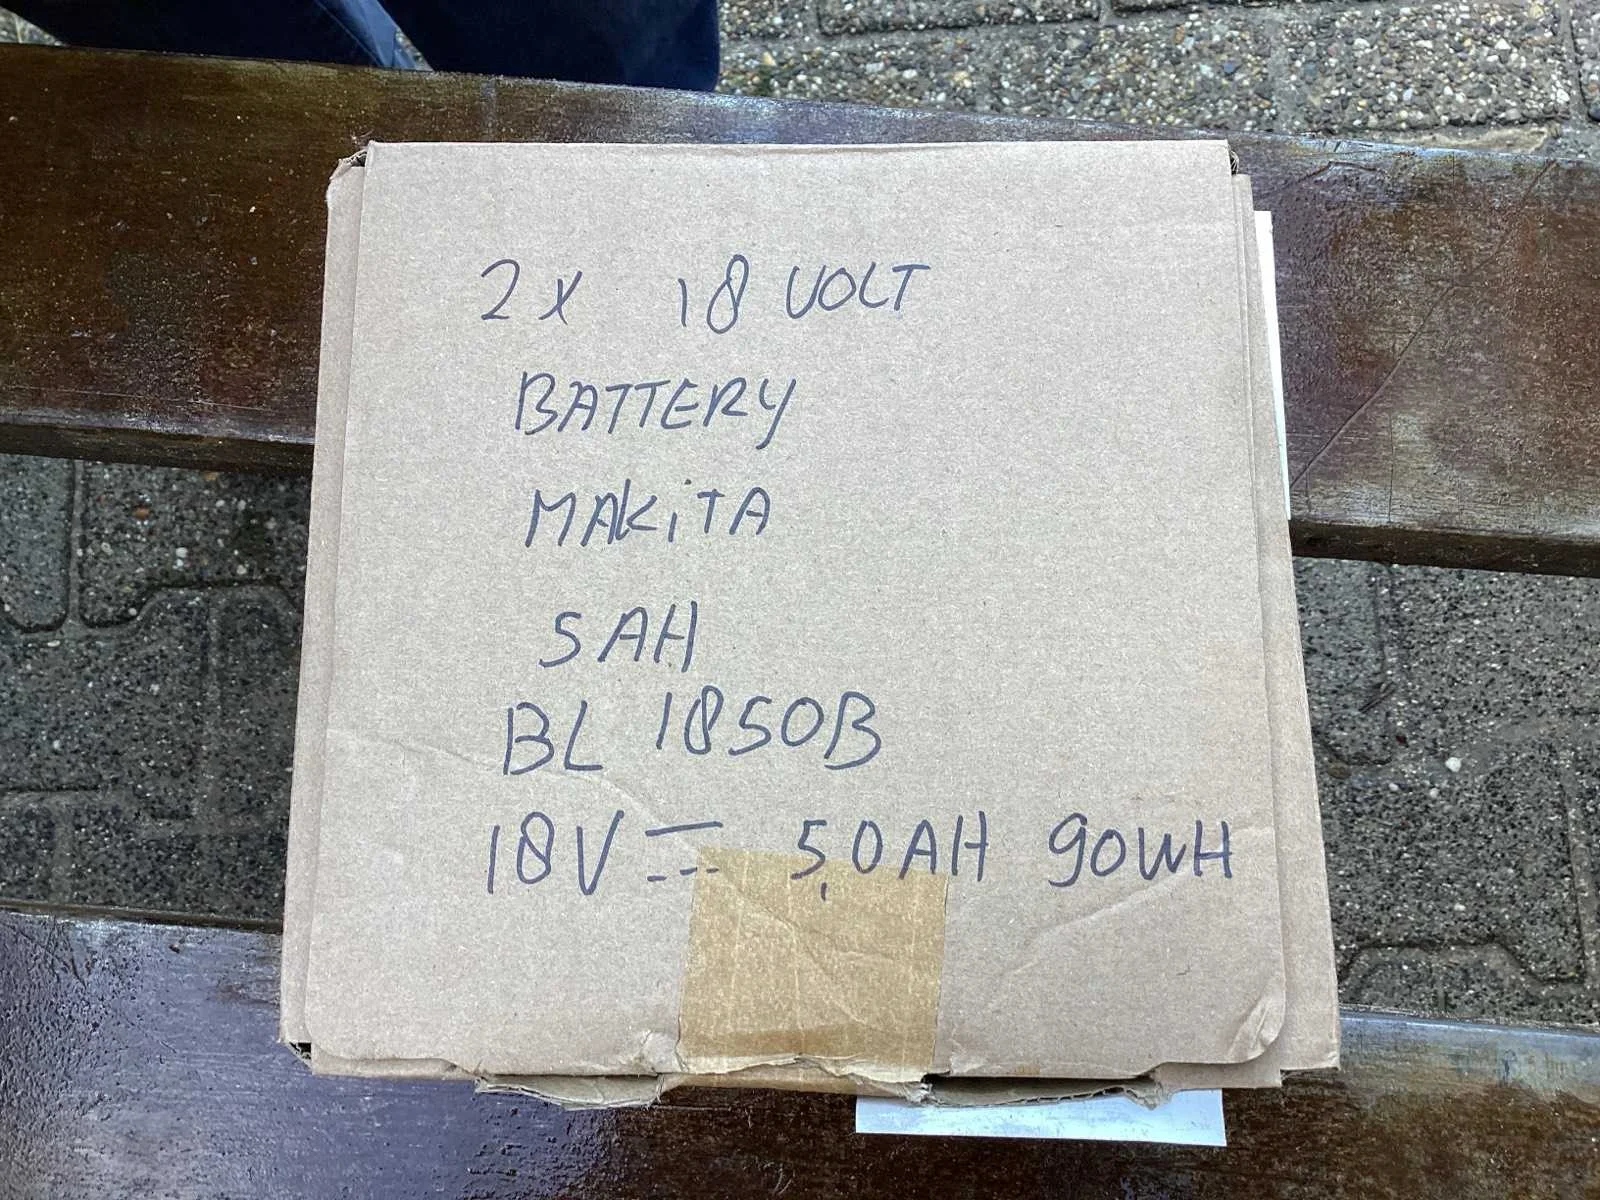 2x 18 VOLT
BATTERY
MAKiTA
5AH
BL 1850B
18V ⎓ 5,0AH 90WH